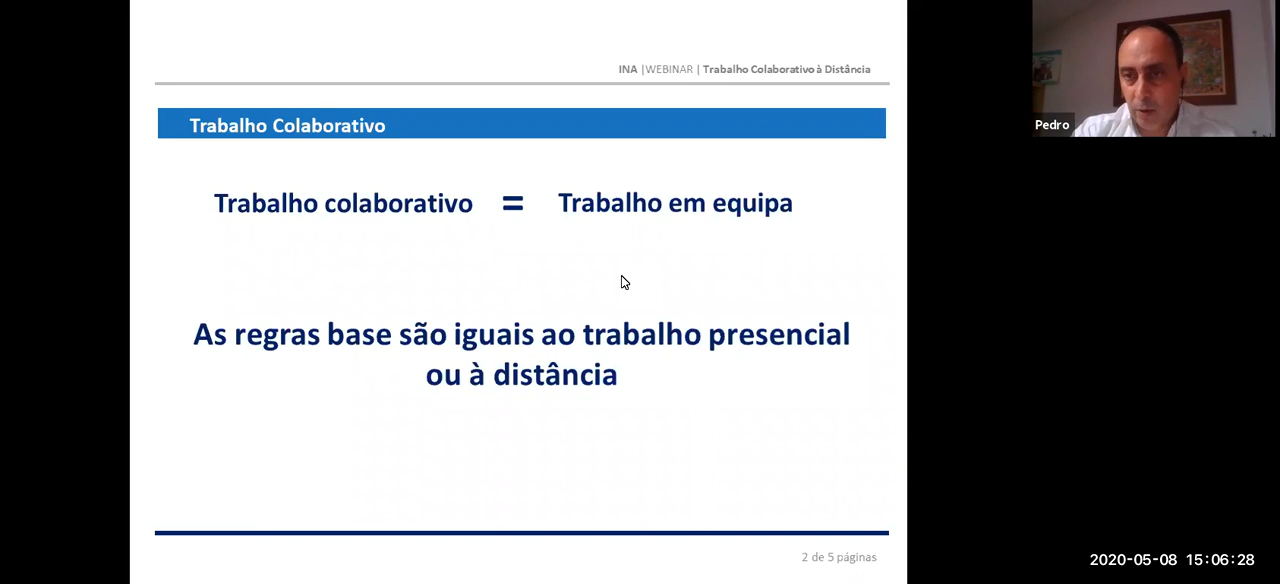 INA |WEBINAR | Trabalho Colaborativo à Distância
Trabalho Colaborativo
Trabalho colaborativo = Trabalho em equipa
As regras base são iguais ao trabalho presencial
ou à distância
2 de 5 páginas
Pedro
2020-05-08 15:06:28